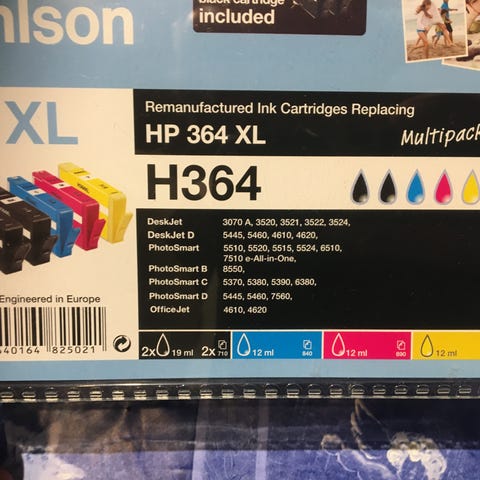 nlson
black cartridge
included
XL
Remanufactured Ink Cartridges Replacing
HP 364 XL
Multipack
H364
DeskJet 3070 A, 3520, 3521, 3522, 3524,
DeskJet D 5445, 5460, 4610, 4620,
PhotoSmart 5510, 5520, 5515, 5524, 6510,
7510 e-All-in-One,
PhotoSmart B 8550,
PhotoSmart C 5370, 5380, 5390, 6380,
PhotoSmart D 5445, 5460, 7560,
OfficeJet 4610, 4620
Engineered in Europe
40164 825021
2x 19 ml 2x 710 12 ml 840 12 ml 690 12 ml